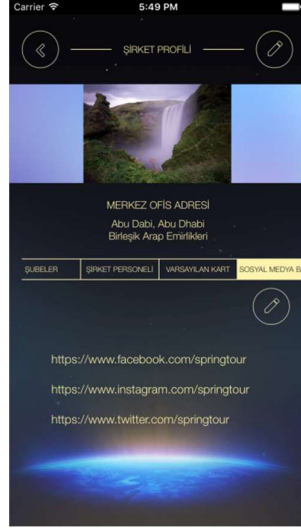 Carrier 5:49 PM
ŞİRKET PROFİLİ
MERKEZ OFİS ADRESİ
Abu Dabi, Abu Dhabi
Birleşik Arap Emirlikleri
ŞUBELER ŞİRKET PERSONELİ VARSAYILAN KART SOSYAL MEDYA B
https://www.facebook.com/springtour
https://www.instagram.com/springtour
https://www.twitter.com/springtour